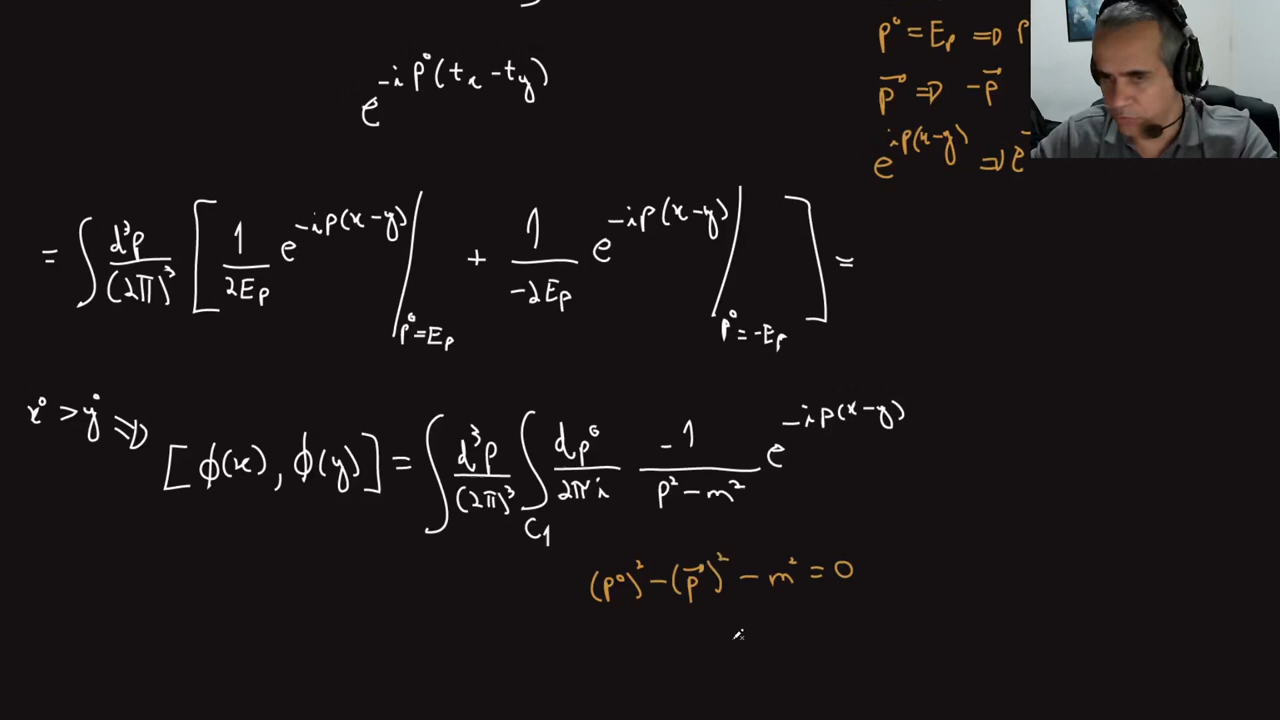 e^{-i p^0 (t_x - t_y)}
p^0 = E_p ⇒ p
\vec{p} ⇒ -\vec{p}
e^{ip(x-y)} ⇒ e^-
= ∫ d^3p/(2π)^3 [ 1/(2E_p) e^{-ip(x-y)} |_{p^0 = E_p} + 1/(-2E_p) e^{-ip(x-y)} |_{p^0 = -E_p} ] =
x^0 > y^0 ⇒ [φ(x), φ(y)] = ∫ d^3p/(2π)^3 ∫_{C_1} dp^0/(2πi) -1/(p^2 - m^2) e^{-ip(x-y)}
(p^0)^2 - (\vec{p})^2 - m^2 = 0